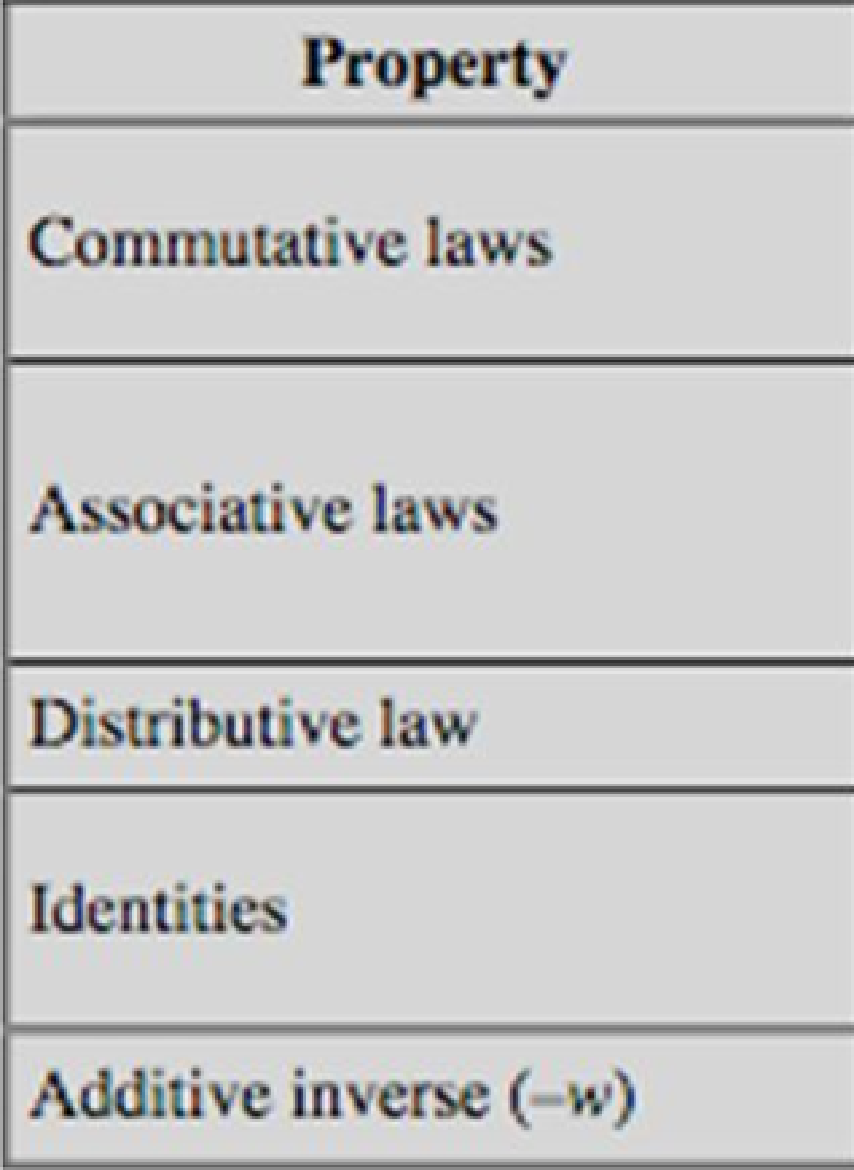 Property
Commutative laws
Associative laws
Distributive law
Identities
Additive inverse (–w)